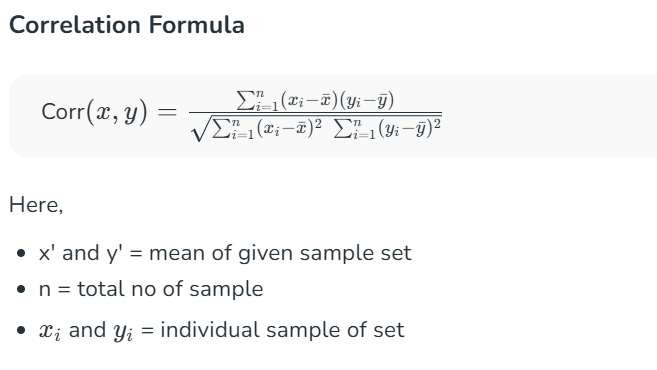 Correlation Formula
Corr(x, y) = \frac{\sum_{i=1}^{n}(x_i - \bar{x})(y_i - \bar{y})}{\sqrt{\sum_{i=1}^{n}(x_i - \bar{x})^2 \sum_{i=1}^{n}(y_i - \bar{y})^2}}
Here,
• x' and y' = mean of given sample set
• n = total no of sample
• x_i and y_i = individual sample of set